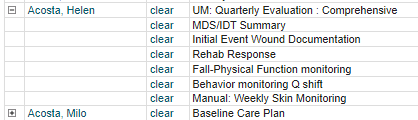 Acosta, Helen clear UM: Quarterly Evaluation : Comprehensive
clear MDS/IDT Summary
clear Initial Event Wound Documentation
clear Rehab Response
clear Fall-Physical Function monitoring
clear Behavior monitoring Q shift
clear Manual: Weekly Skin Monitoring
Acosta, Milo clear Baseline Care Plan